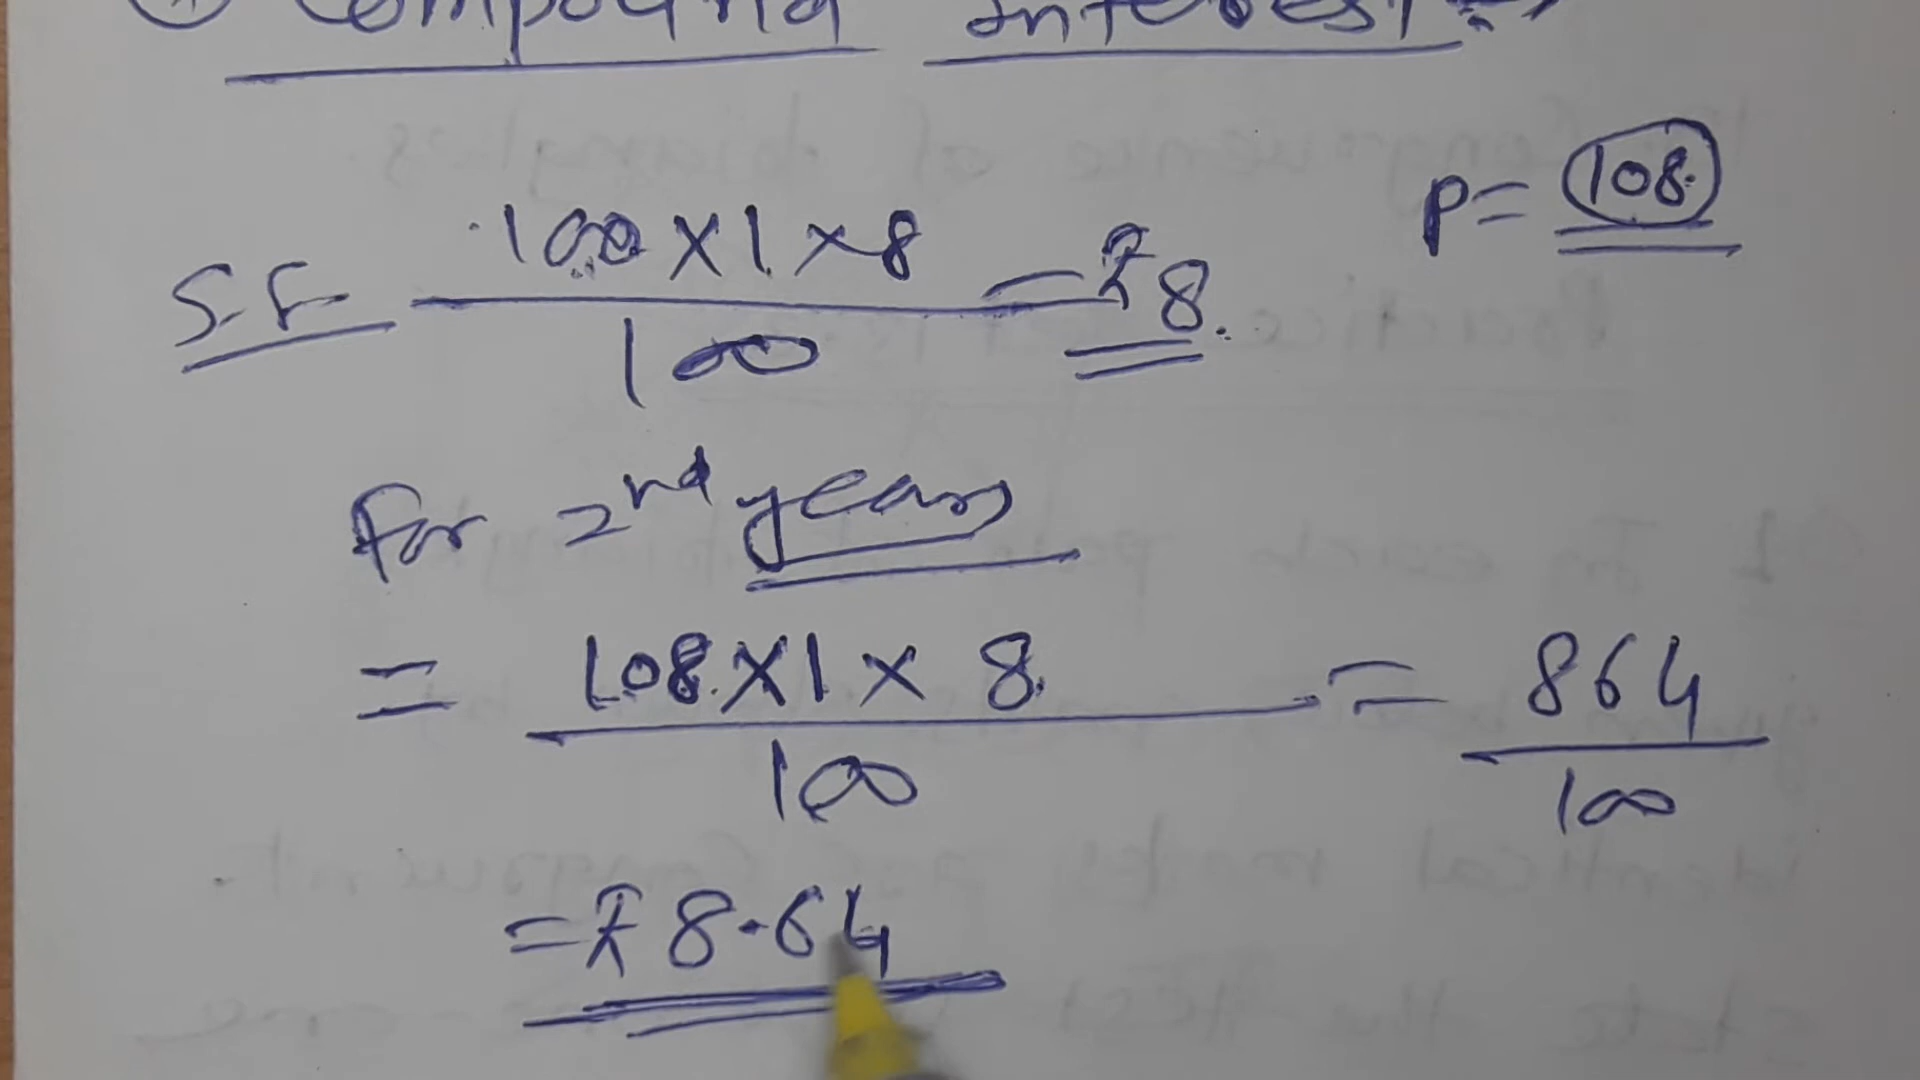 Compound Interest :→
P = 108.
S.I. 100 X 1 x 8 = ₹ 8.
100
For 2nd years
= 108 X 1 x 8 = 864
100 100
= ₹ 8.64